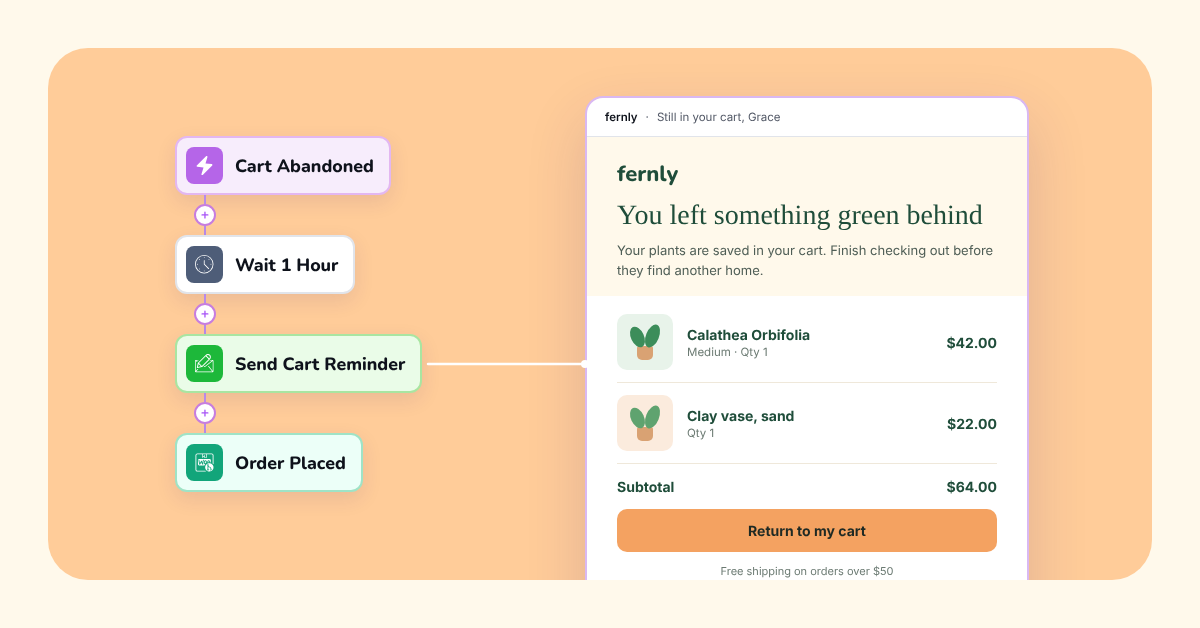 Cart Abandoned
Wait 1 Hour
Send Cart Reminder
Order Placed
fernly · Still in your cart, Grace
fernly
You left something green behind
Your plants are saved in your cart. Finish checking out before
they find another home.
Calathea Orbifolia
Medium · Qty 1
$42.00
Clay vase, sand
Qty 1
$22.00
Subtotal
$64.00
Return to my cart
Free shipping on orders over $50